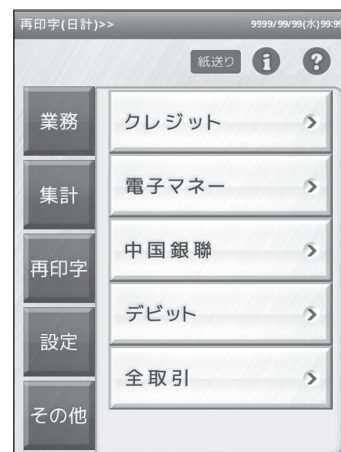 再印字(日計)>> 9999/99/99(水)99:99
紙送り i ?
業務
集計
再印字
設定
その他
クレジット
電子マネー
中国銀聯
デビット
全取引